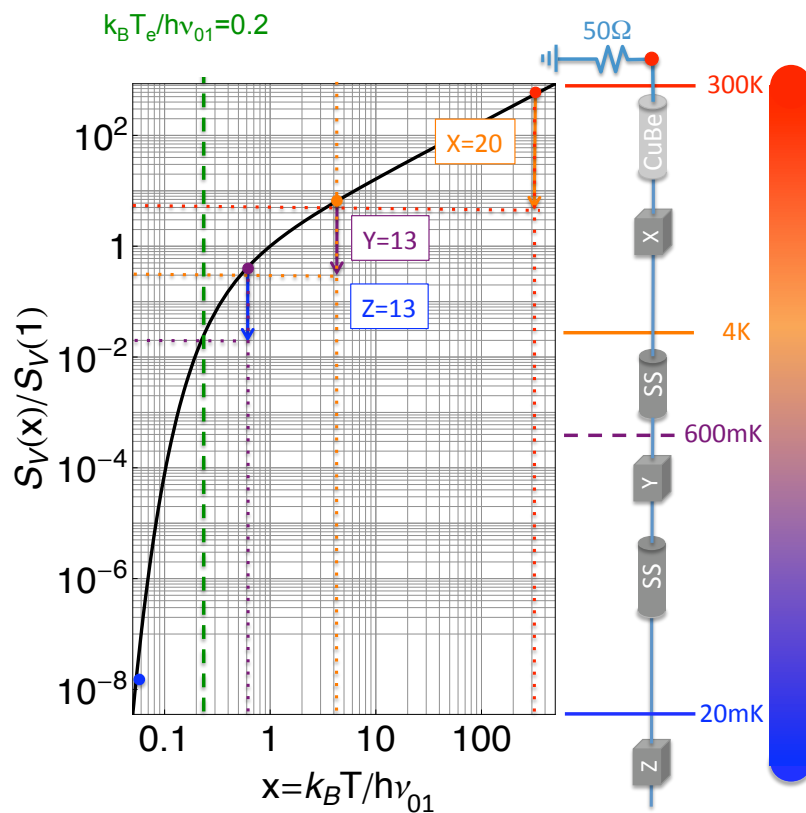 k_BT_e/hν_01=0.2
50Ω
300K
CuBe
X
4K
SS
600mK
Y
SS
20mK
Z
X=20
Y=13
Z=13
10^2
1
10^−2
10^−4
10^−6
10^−8
S_V(x)/S_V(1)
0.1 1 10 100
x=k_BT/hν_01